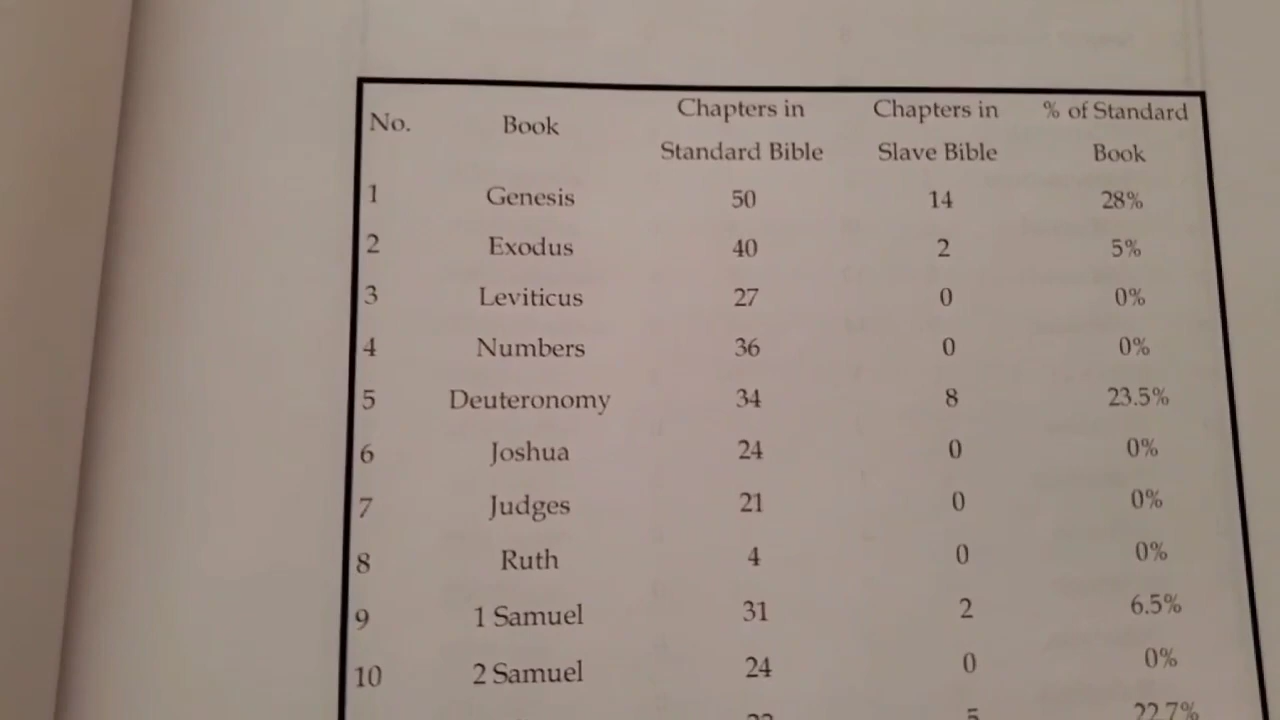 No. Book Chapters in Standard Bible Chapters in Slave Bible % of Standard Book
1 Genesis 50 14 28%
2 Exodus 40 2 5%
3 Leviticus 27 0 0%
4 Numbers 36 0 0%
5 Deuteronomy 34 8 23.5%
6 Joshua 24 0 0%
7 Judges 21 0 0%
8 Ruth 4 0 0%
9 1 Samuel 31 2 6.5%
10 2 Samuel 24 0 0%
5 22.7%